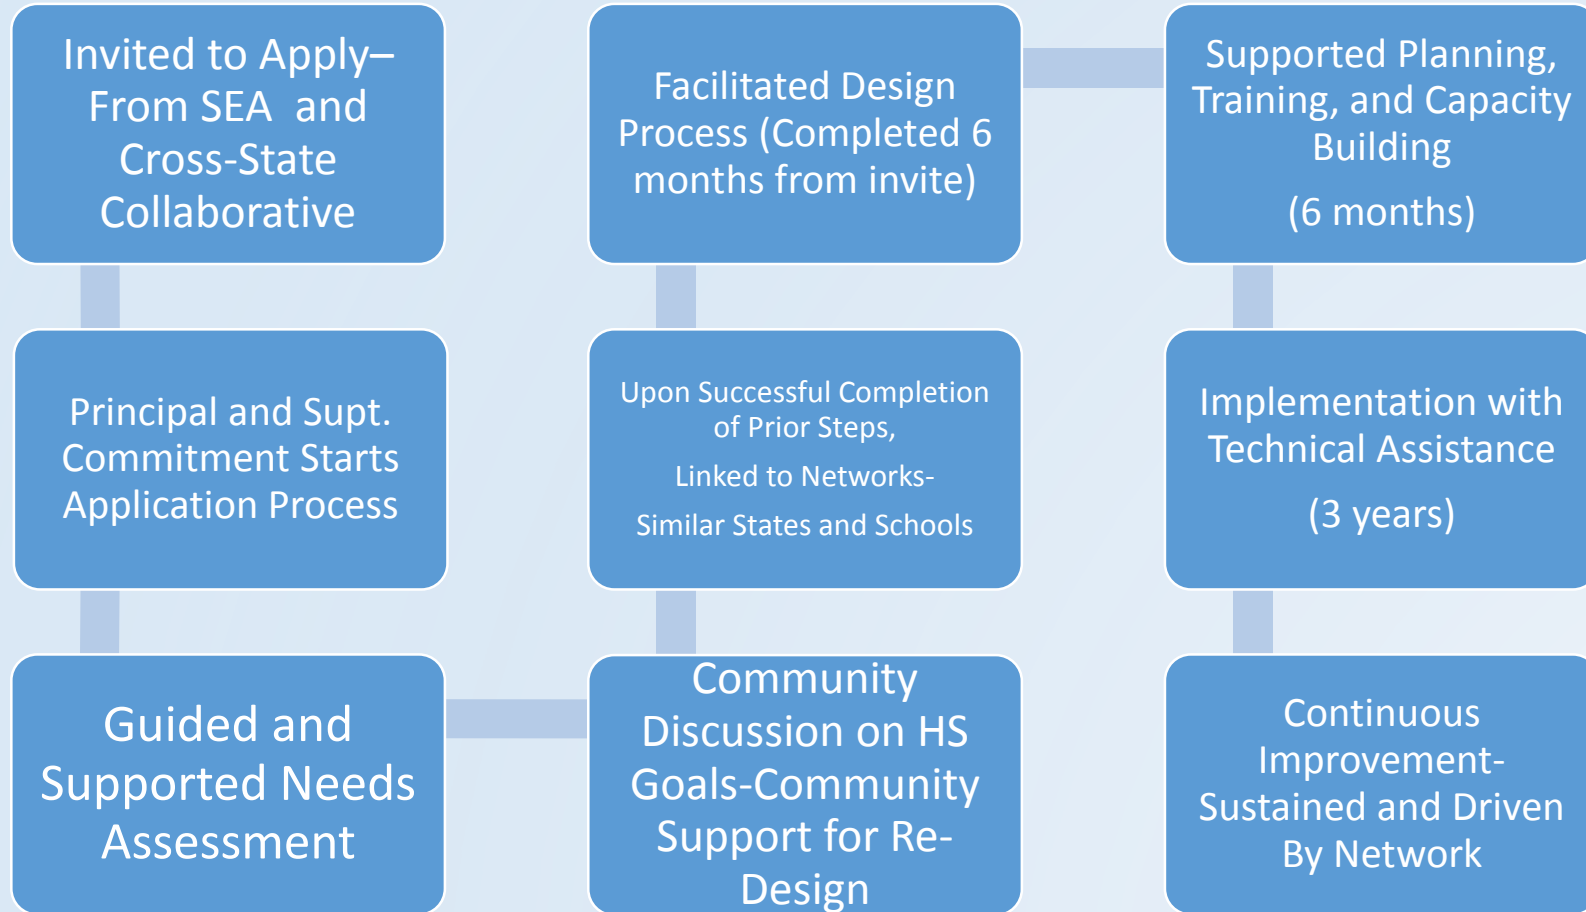 Invited to Apply–
From SEA and
Cross-State
Collaborative
Principal and Supt.
Commitment Starts
Application Process
Guided and
Supported Needs
Assessment
Community
Discussion on HS
Goals-Community
Support for Re-
Design
Upon Successful Completion
of Prior Steps,
Linked to Networks-
Similar States and Schools
Facilitated Design
Process (Completed 6
months from invite)
Supported Planning,
Training, and Capacity
Building
(6 months)
Implementation with
Technical Assistance
(3 years)
Continuous
Improvement-
Sustained and Driven
By Network